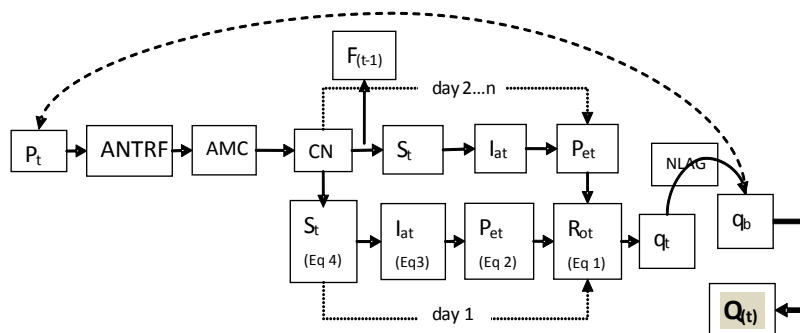 F(t-1)
day 2...n
Pt
ANTRF
AMC
CN
St
Iat
Pet
NLAG
St
(Eq 4)
Iat
(Eq3)
Pet
(Eq 2)
Rot
(Eq 1)
qt
qb
day 1
Q(t)